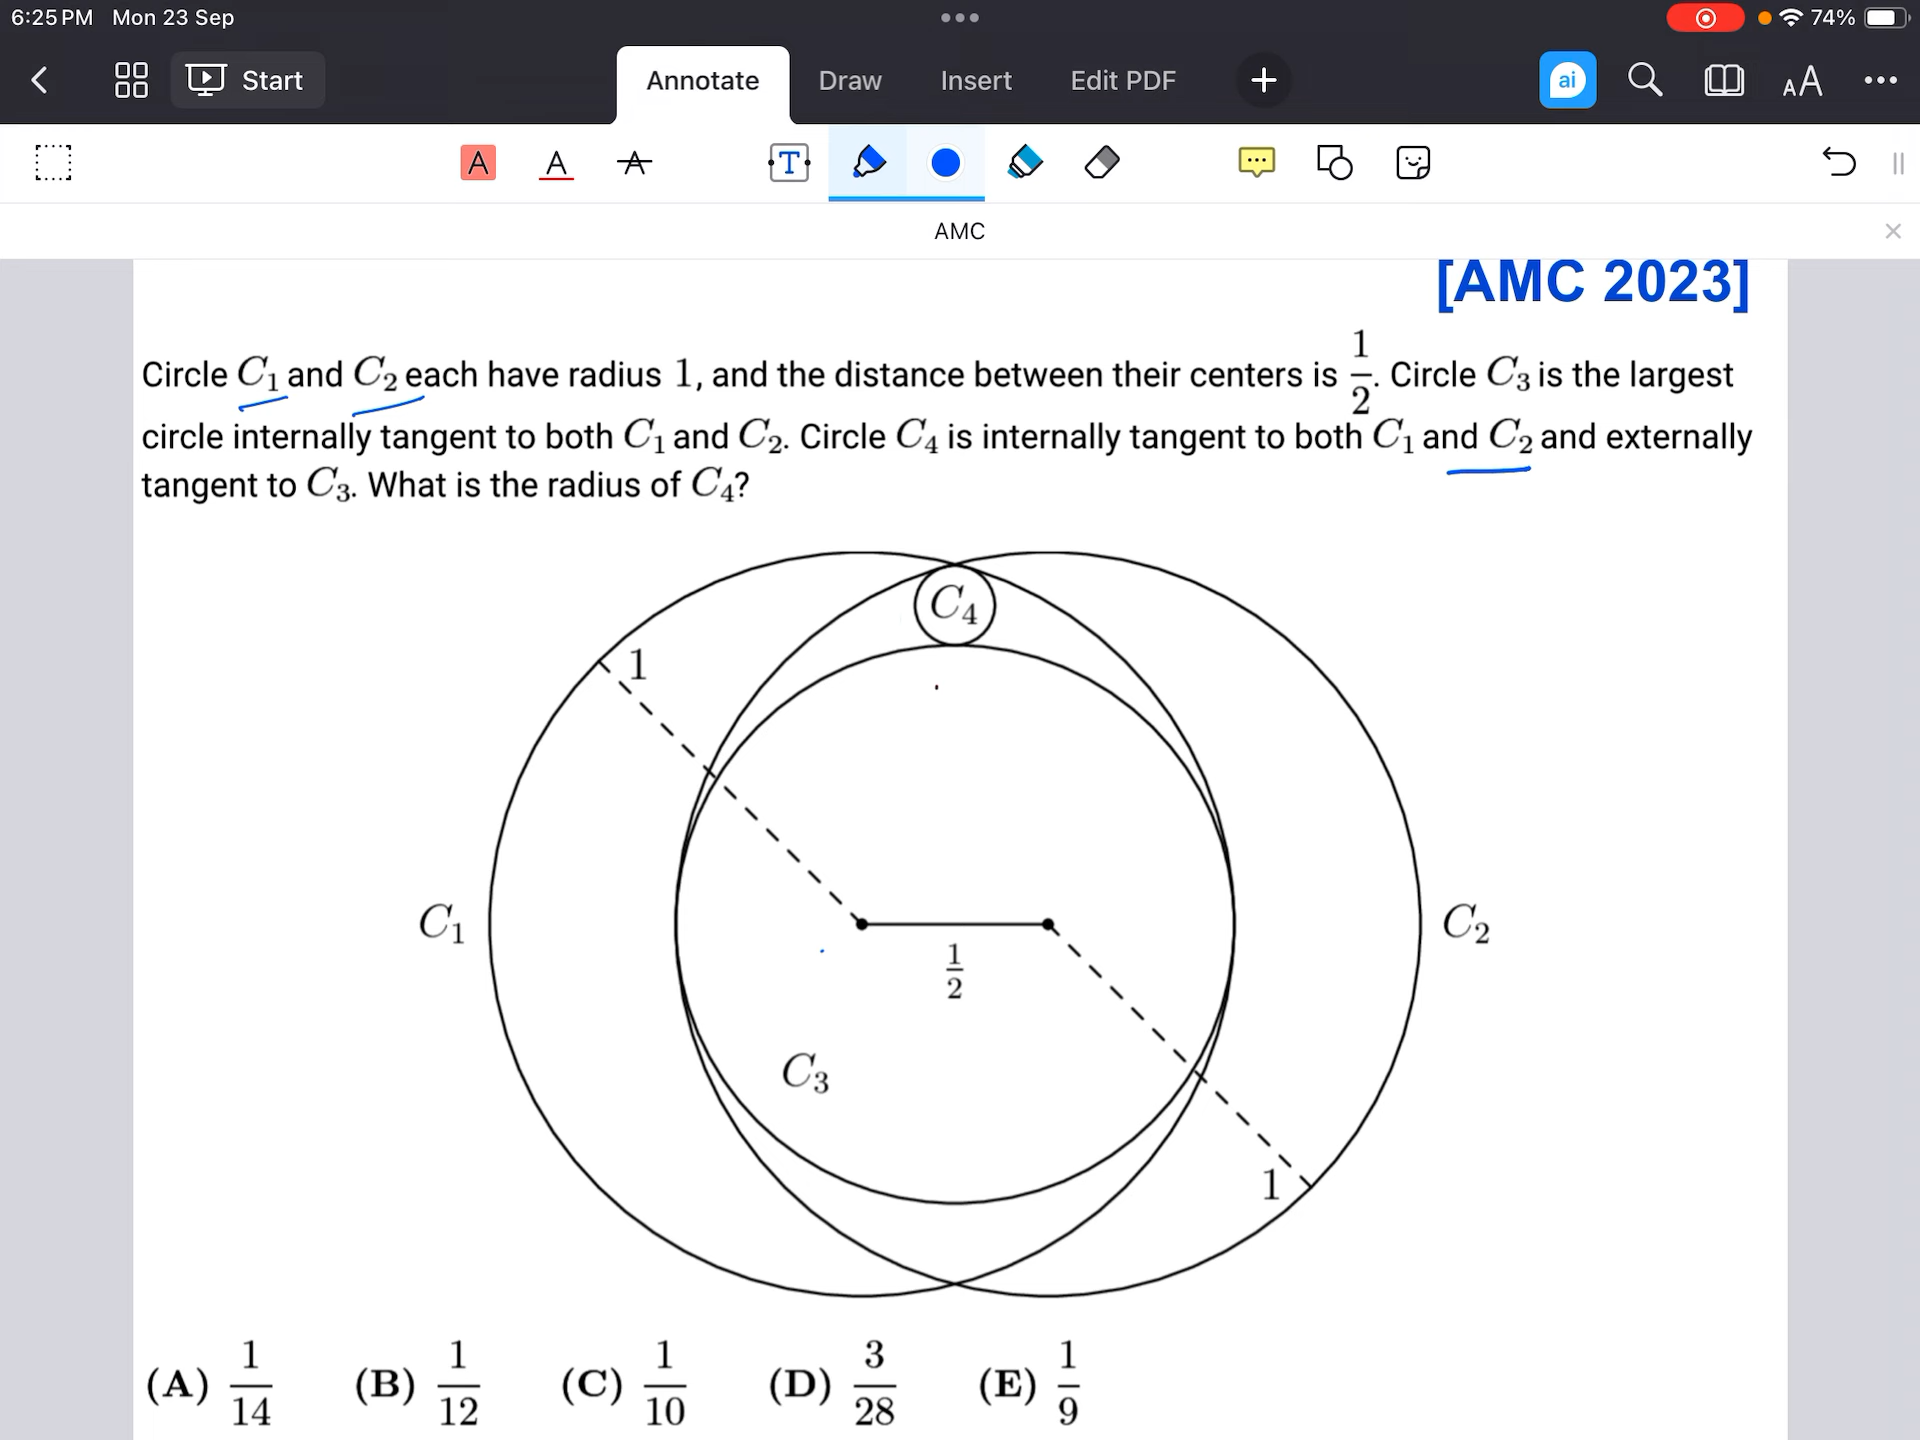 6:25 PM Mon 23 Sep
74%
Start
Annotate
Draw
Insert
Edit PDF
ai
AA
A A A T
AMC
[AMC 2023]
Circle C₁ and C₂ each have radius 1, and the distance between their centers is 1/2. Circle C₃ is the largest
circle internally tangent to both C₁ and C₂. Circle C₄ is internally tangent to both C₁ and C₂ and externally
tangent to C₃. What is the radius of C₄?
C₄
1
C₁
C₂
1/2
C₃
1
(A) 1/14 (B) 1/12 (C) 1/10 (D) 3/28 (E) 1/9